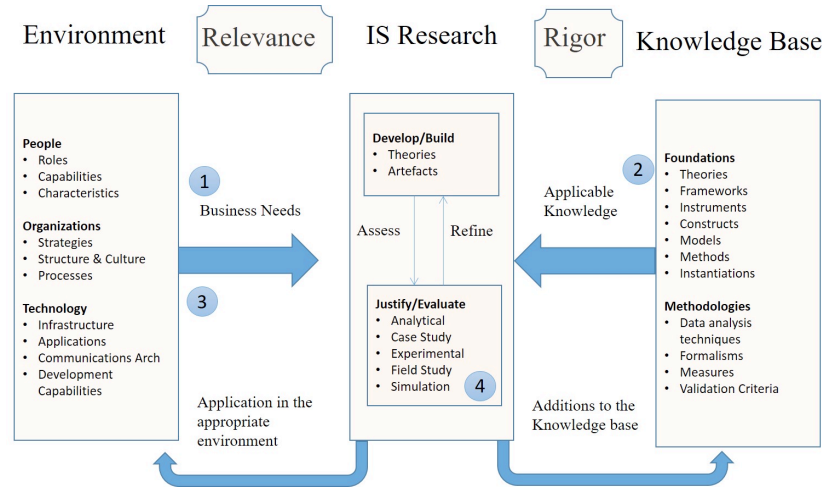 Environment
Relevance
IS Research
Rigor
Knowledge Base
People
• Roles
• Capabilities
• Characteristics
Organizations
• Strategies
• Structure & Culture
• Processes
Technology
• Infrastructure
• Applications
• Communications Arch
• Development
Capabilities
1
Business Needs
3
Application in the
appropriate
environment
Develop/Build
• Theories
• Artefacts
Assess
Refine
Justify/Evaluate
• Analytical
• Case Study
• Experimental
• Field Study
• Simulation
4
Applicable
Knowledge
2
Additions to the
Knowledge base
Foundations
• Theories
• Frameworks
• Instruments
• Constructs
• Models
• Methods
• Instantiations
Methodologies
• Data analysis
techniques
• Formalisms
• Measures
• Validation Criteria